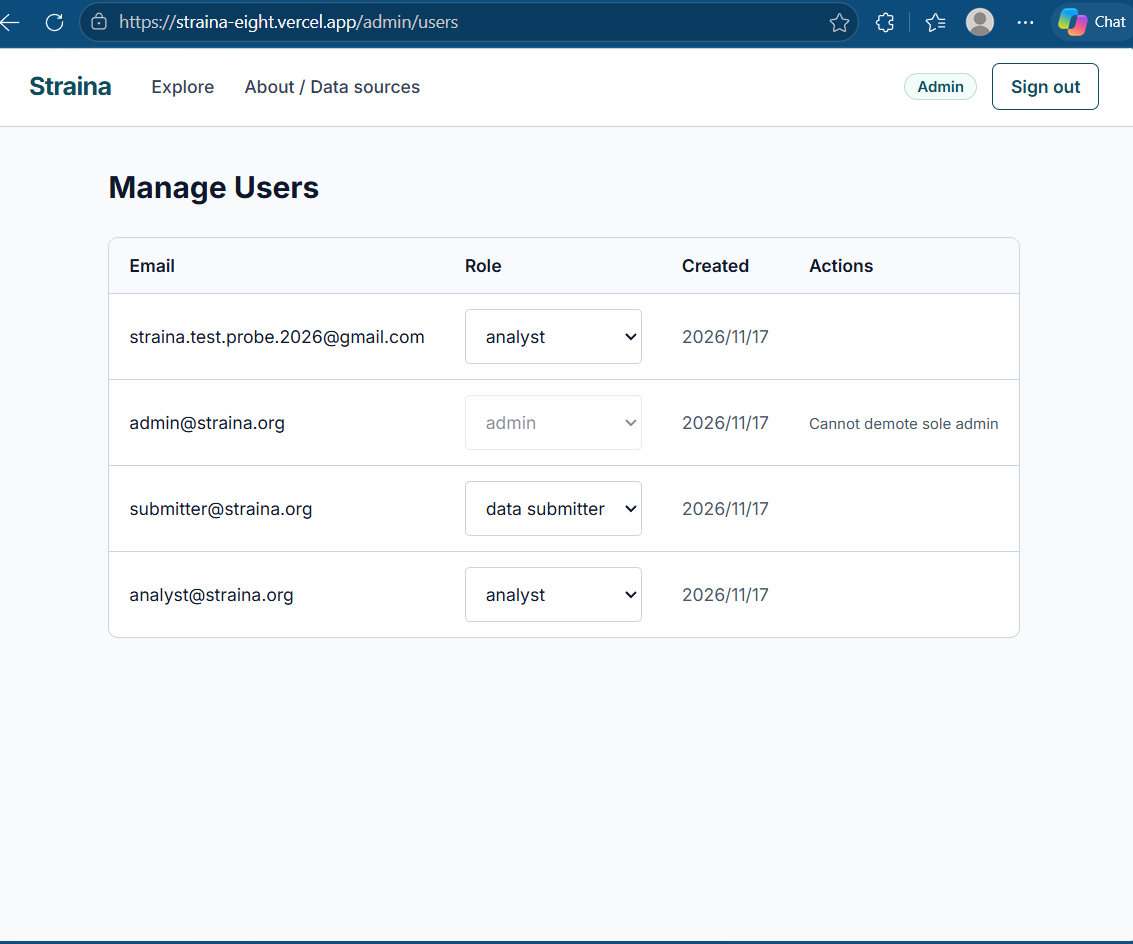 https://straina-eight.vercel.app/admin/users
Chat
Straina
Explore
About / Data sources
Admin
Sign out
Manage Users
Email Role Created Actions
straina.test.probe.2026@gmail.com analyst 2026/11/17
admin@straina.org admin 2026/11/17 Cannot demote sole admin
submitter@straina.org data submitter 2026/11/17
analyst@straina.org analyst 2026/11/17